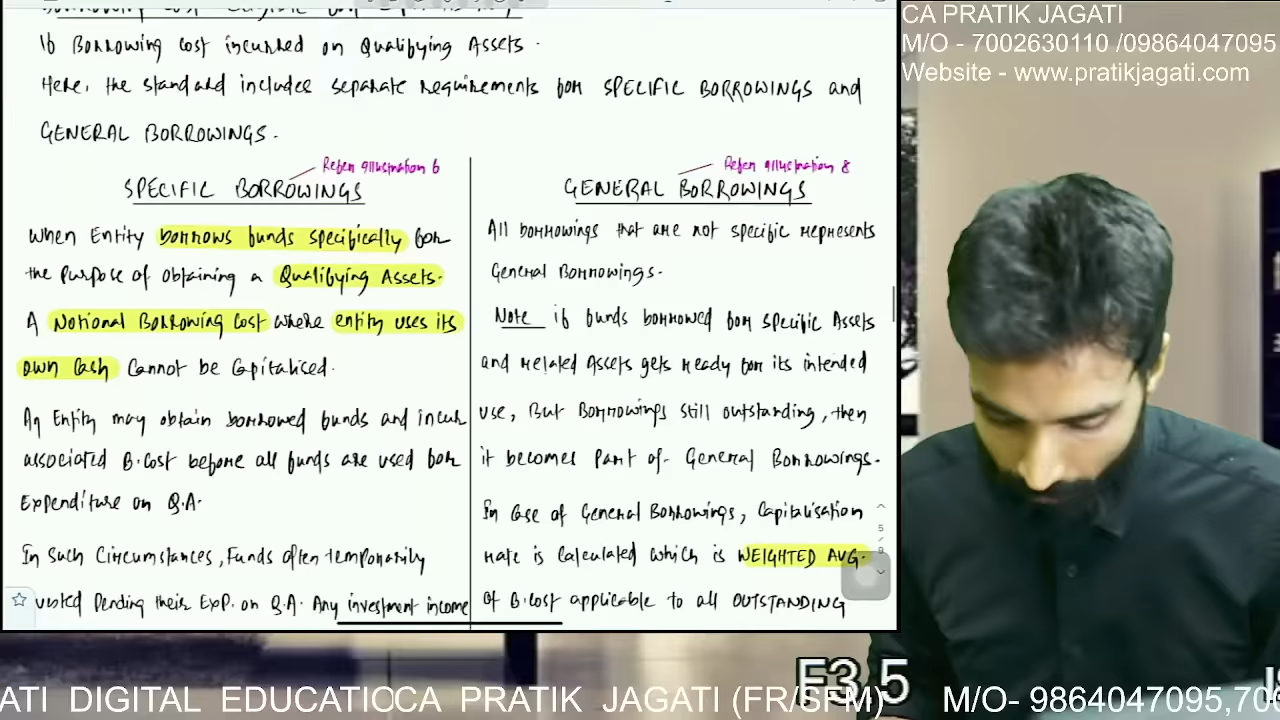 If Borrowing cost incurred on Qualifying Assets.
Here, the standard includes separate requirements for SPECIFIC BORROWINGS and
GENERAL BORROWINGS.
Refer Illustration 6
SPECIFIC BORROWINGS
When Entity borrows funds specifically for
the purpose of obtaining a Qualifying Assets.
A Notional Borrowing Cost where entity uses its
own Cash Cannot be Capitalised.
An Entity may obtain borrowed funds and incur
associated B.Cost before all funds are used for
Expenditure on Q.A.
In Such Circumstances, Funds often temporarily
vested Pending their Exp. on Q.A. Any investment income
Refer Illustration 8
GENERAL BORROWINGS
All borrowings that are not specific represents
General Borrowings.
Note if funds borrowed for specific Assets
and related Assets gets ready for its intended
use, But Borrowings still outstanding, then
it becomes Part of General Borrowings.
In Case of General Borrowings, Capitalisation
rate is Calculated which is WEIGHTED AVG.
of B.Cost applicable to all OUTSTANDING
5
9
CA PRATIK JAGATI
M/O - 7002630110 /09864047095
Website - www.pratikjagati.com
F3.5
ATI DIGITAL EDUCATIO
CA PRATIK JAGATI (FR/SFM)
M/O- 9864047095,700